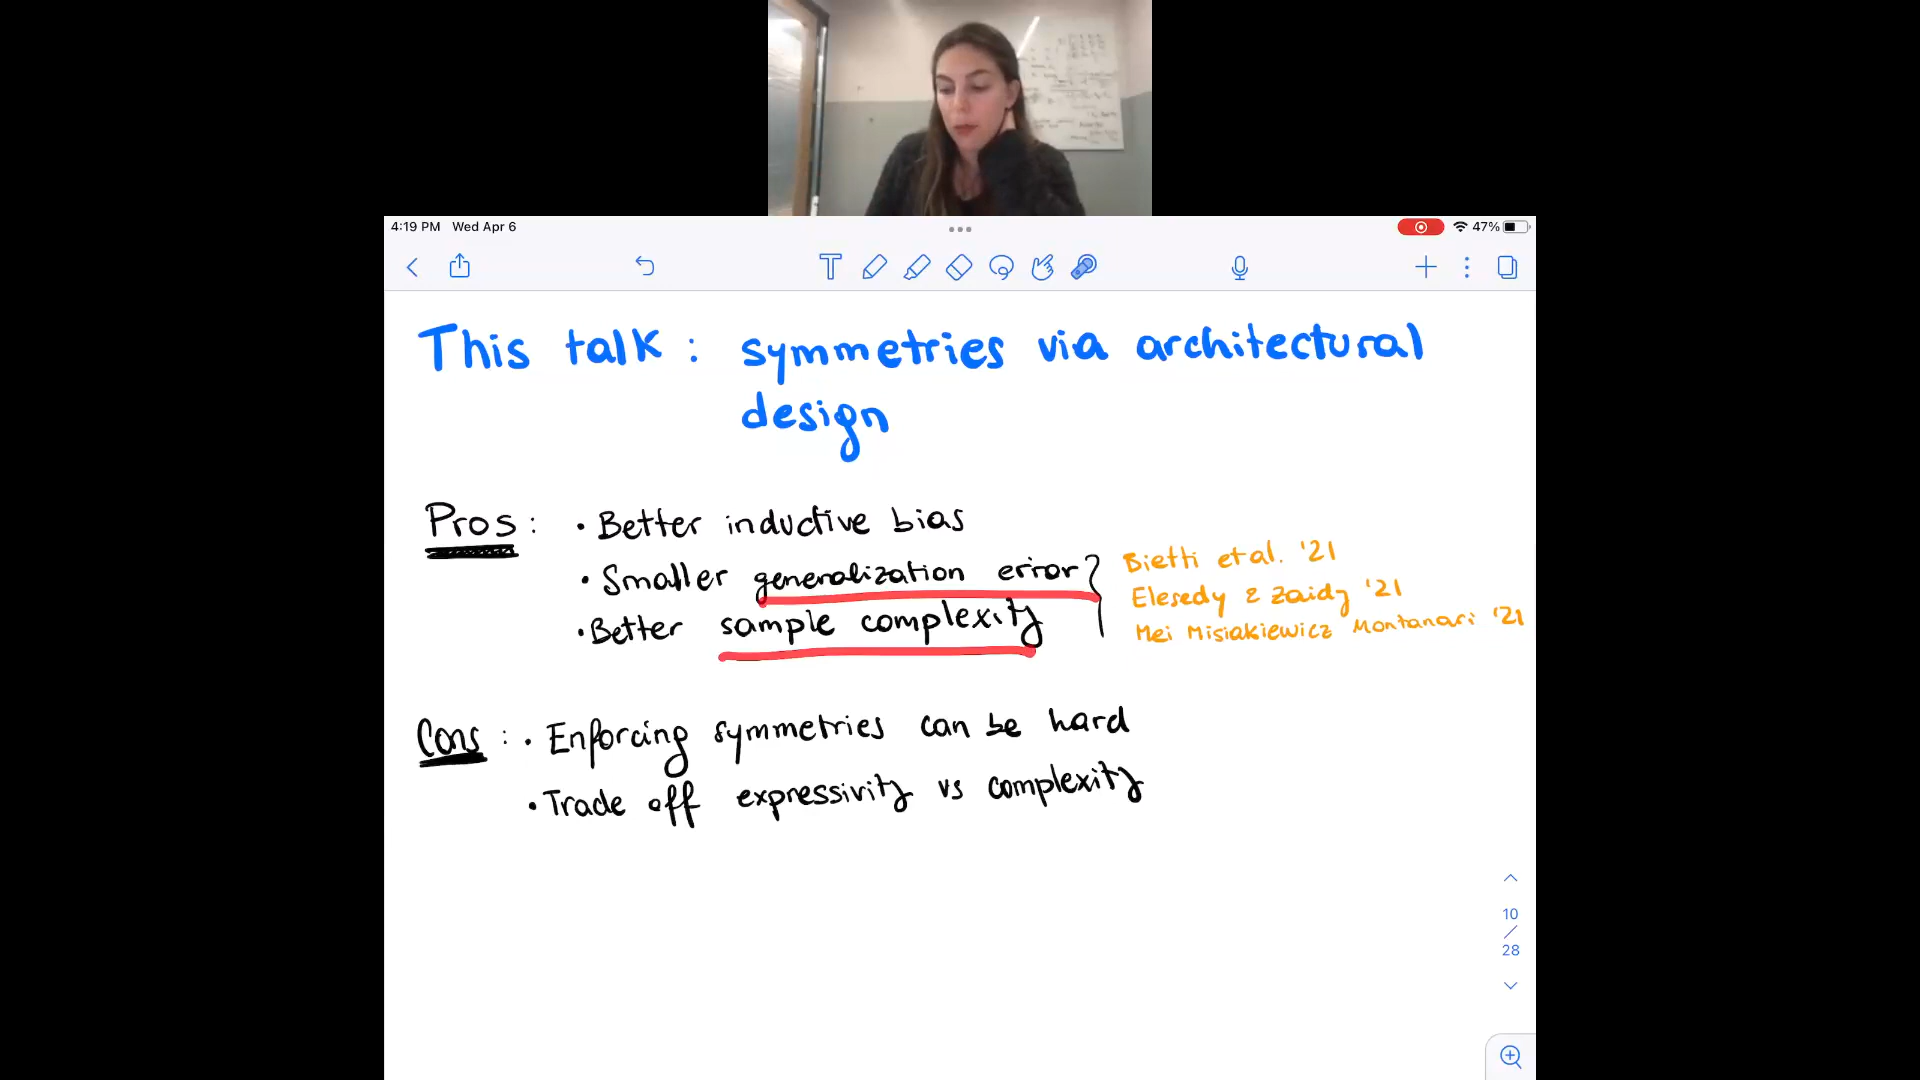 4:19 PM Wed Apr 6
47%
This talk : symmetries via architectural
design
Pros : • Better inductive bias
• Smaller generalization error
• Better sample complexity
Bietti et al. '21
Elesedy & Zaidy '21
Mei Misiakiewicz Montanari '21
Cons : • Enforcing symmetries can be hard
• Trade off expressivity vs complexity
10
/
28